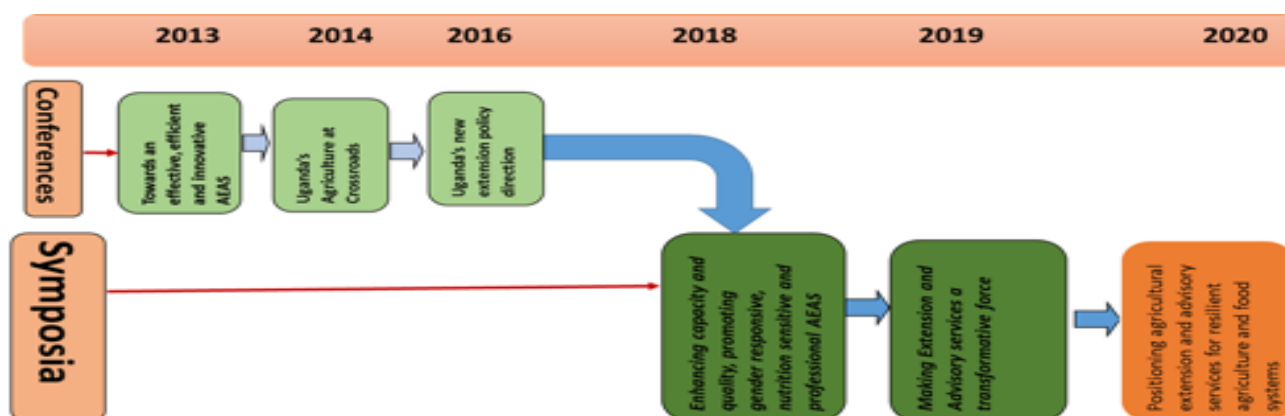 2013 2014 2016 2018 2019 2020
Conferences
Towards an
effective, efficient
and innovative
AEAS
Uganda's
Agriculture at
Crossroads
Uganda's new
extension policy
direction
Symposia
Enhancing capacity and
quality, promoting
gender responsive,
nutrition sensitive and
professional AEAS
Making Extension and
Advisory services a
transformative force
Positioning agricultural
extension and advisory
services for resilient
agriculture and food
systems